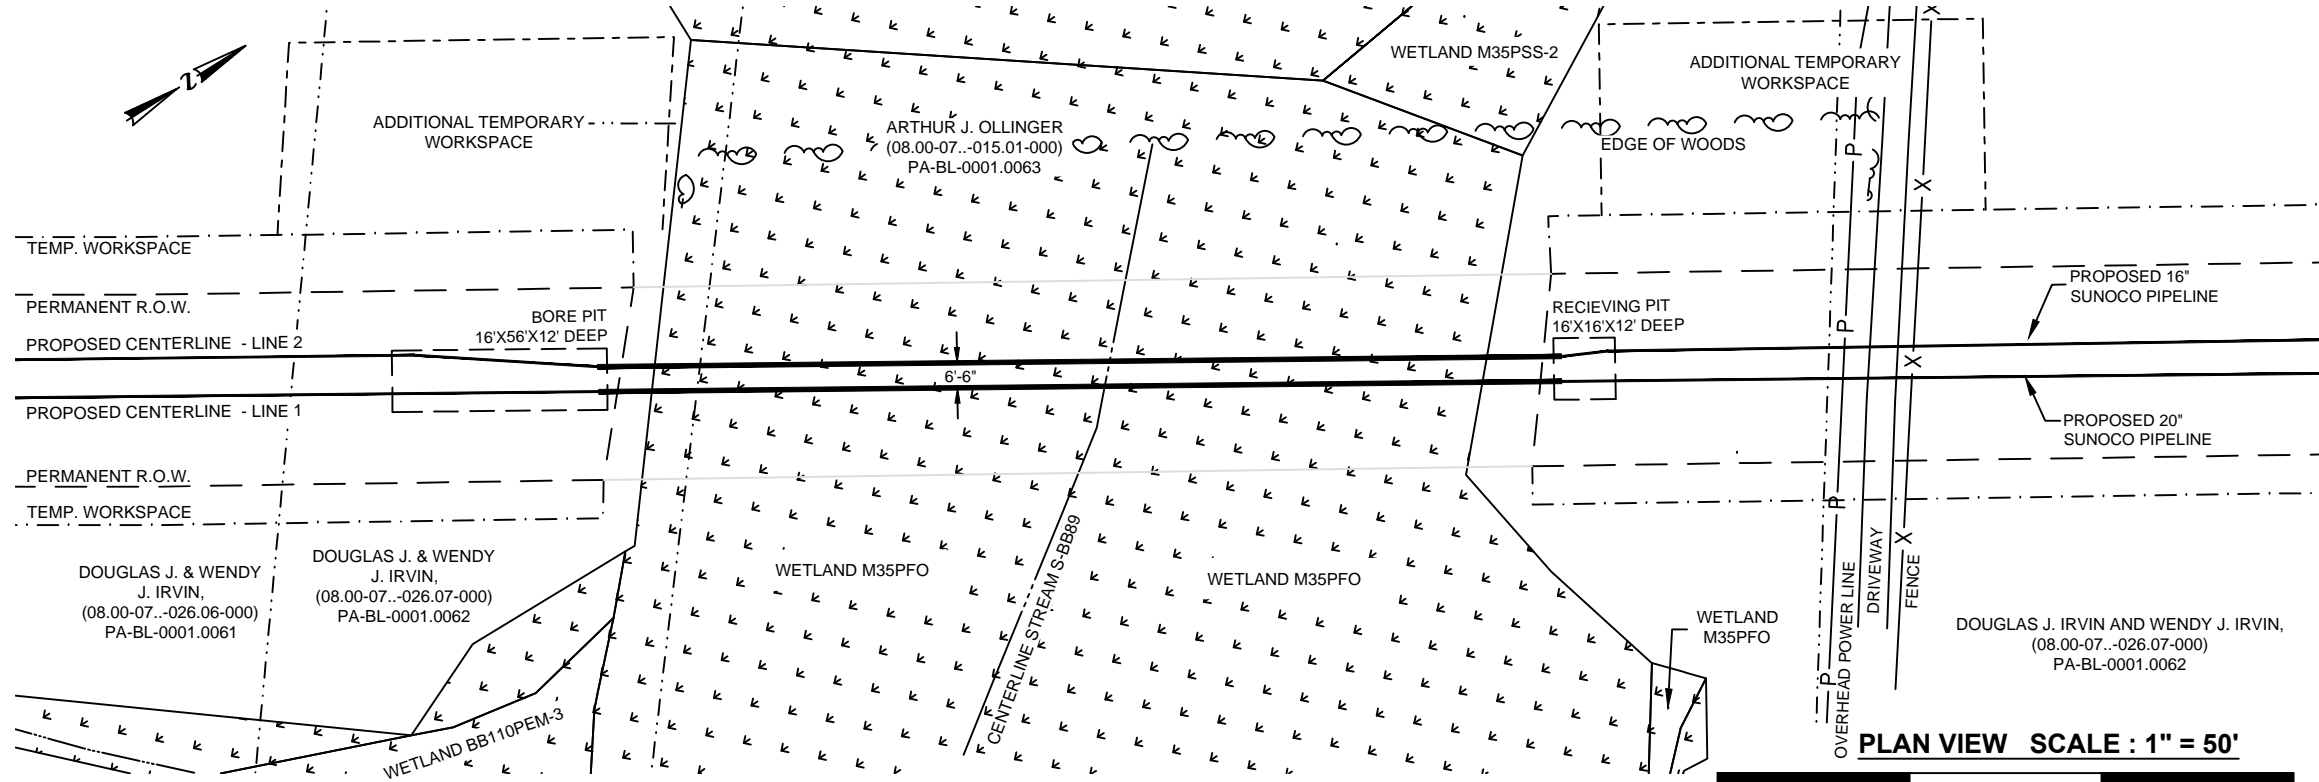 N
WETLAND M35PSS-2
ADDITIONAL TEMPORARY
WORKSPACE
ADDITIONAL TEMPORARY
WORKSPACE
ARTHUR J. OLLINGER
(08.00-07..-015.01-000)
PA-BL-0001.0063
EDGE OF WOODS
TEMP. WORKSPACE
PERMANENT R.O.W.
BORE PIT
16'X56'X12' DEEP
PROPOSED CENTERLINE - LINE 2
RECIEVING PIT
16'X16'X12' DEEP
PROPOSED 16"
SUNOCO PIPELINE
6'-6"
PROPOSED CENTERLINE - LINE 1
PROPOSED 20"
SUNOCO PIPELINE
PERMANENT R.O.W.
TEMP. WORKSPACE
DOUGLAS J. & WENDY
J. IRVIN,
(08.00-07..-026.06-000)
PA-BL-0001.0061
DOUGLAS J. & WENDY
J. IRVIN,
(08.00-07..-026.07-000)
PA-BL-0001.0062
WETLAND M35PFO
CENTERLINE STREAM S-BB89
WETLAND M35PFO
WETLAND
M35PFO
P
P
P
P
OVERHEAD POWER LINE
DRIVEWAY
X
X
X
X
FENCE
DOUGLAS J. IRVIN AND WENDY J. IRVIN,
(08.00-07..-026.07-000)
PA-BL-0001.0062
WETLAND BB110PEM-3
PLAN VIEW SCALE : 1" = 50'